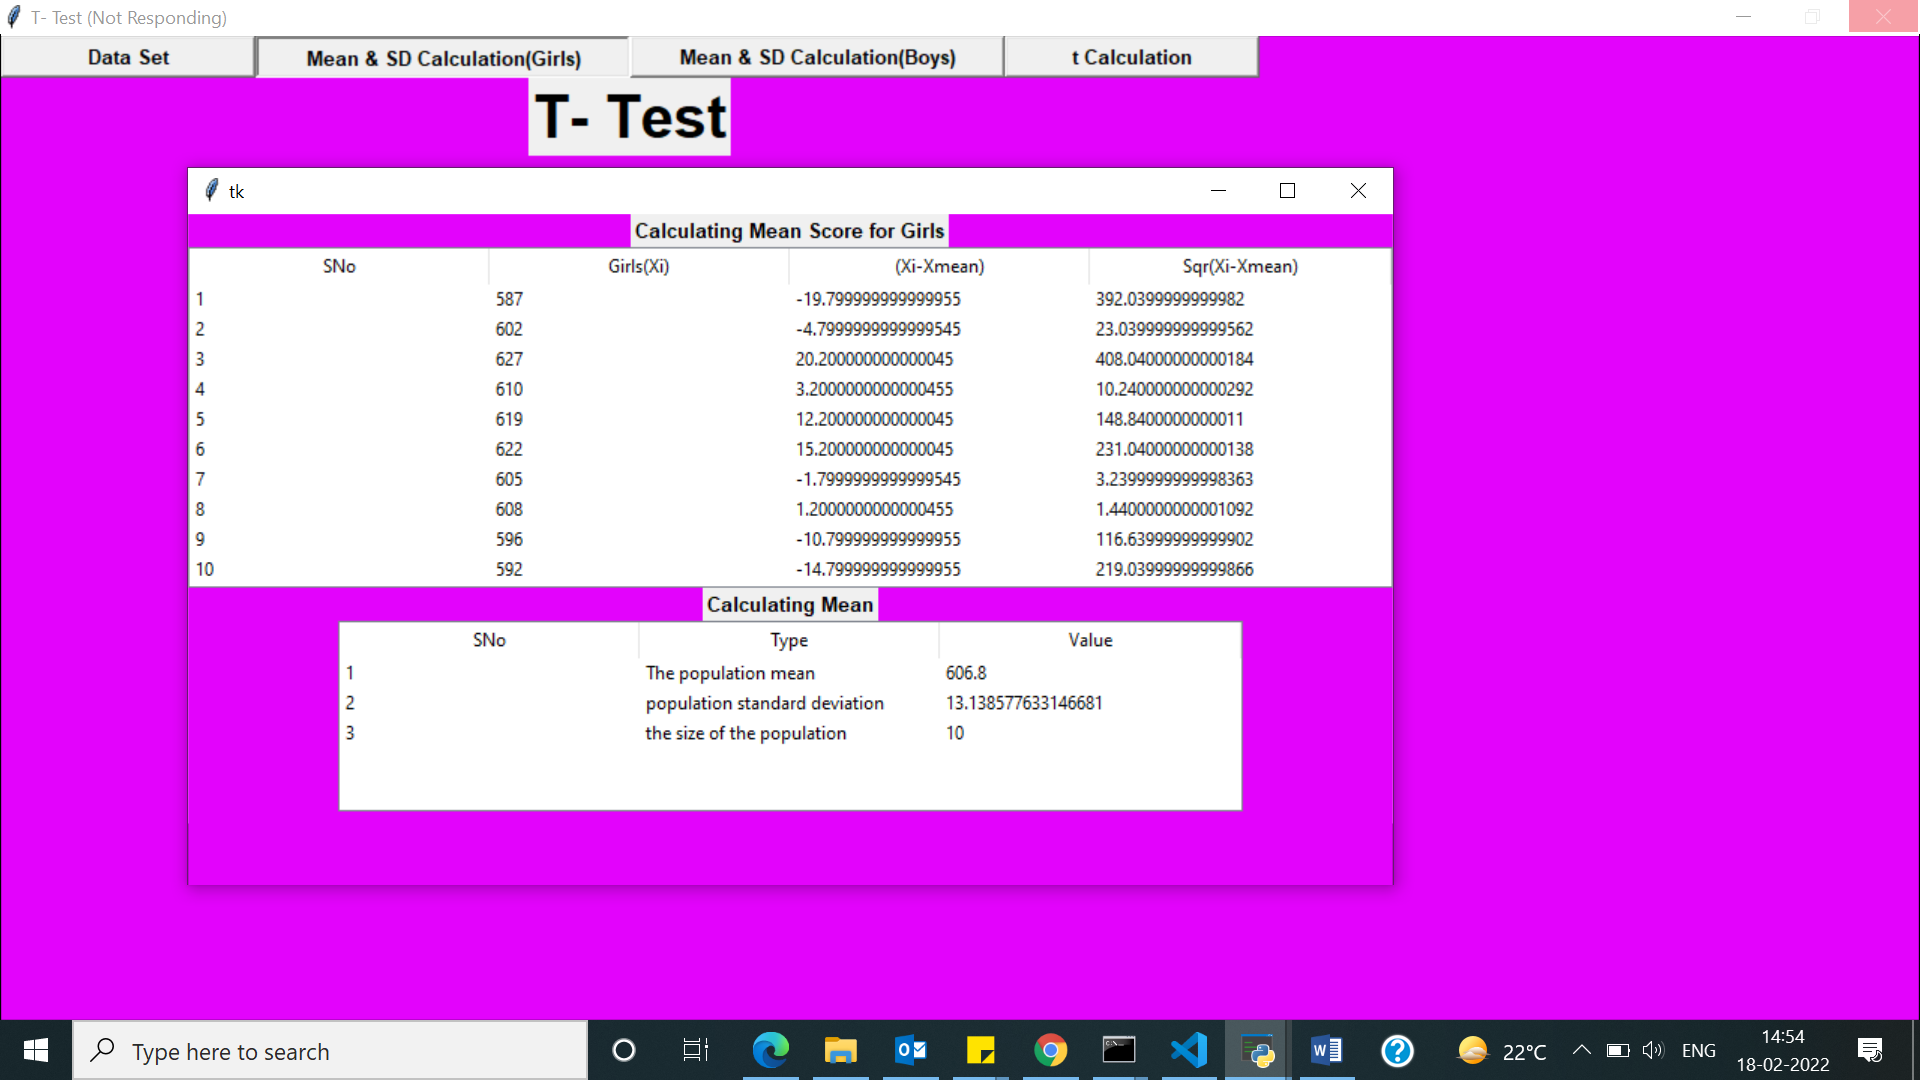 T- Test (Not Responding)
Data Set Mean & SD Calculation(Girls) Mean & SD Calculation(Boys) t Calculation
T- Test
tk
Calculating Mean Score for Girls
SNo Girls(Xi) (Xi-Xmean) Sqr(Xi-Xmean)
1 587 -19.799999999999955 392.0399999999982
2 602 -4.7999999999999545 23.039999999999562
3 627 20.200000000000045 408.04000000000184
4 610 3.2000000000000455 10.240000000000292
5 619 12.200000000000045 148.8400000000011
6 622 15.200000000000045 231.04000000000138
7 605 -1.7999999999999545 3.2399999999998363
8 608 1.2000000000000455 1.4400000000001092
9 596 -10.799999999999955 116.63999999999902
10 592 -14.799999999999955 219.03999999999866
Calculating Mean
SNo Type Value
1 The population mean 606.8
2 population standard deviation 13.138577633146681
3 the size of the population 10
Type here to search
22°C ENG 14:54
18-02-2022